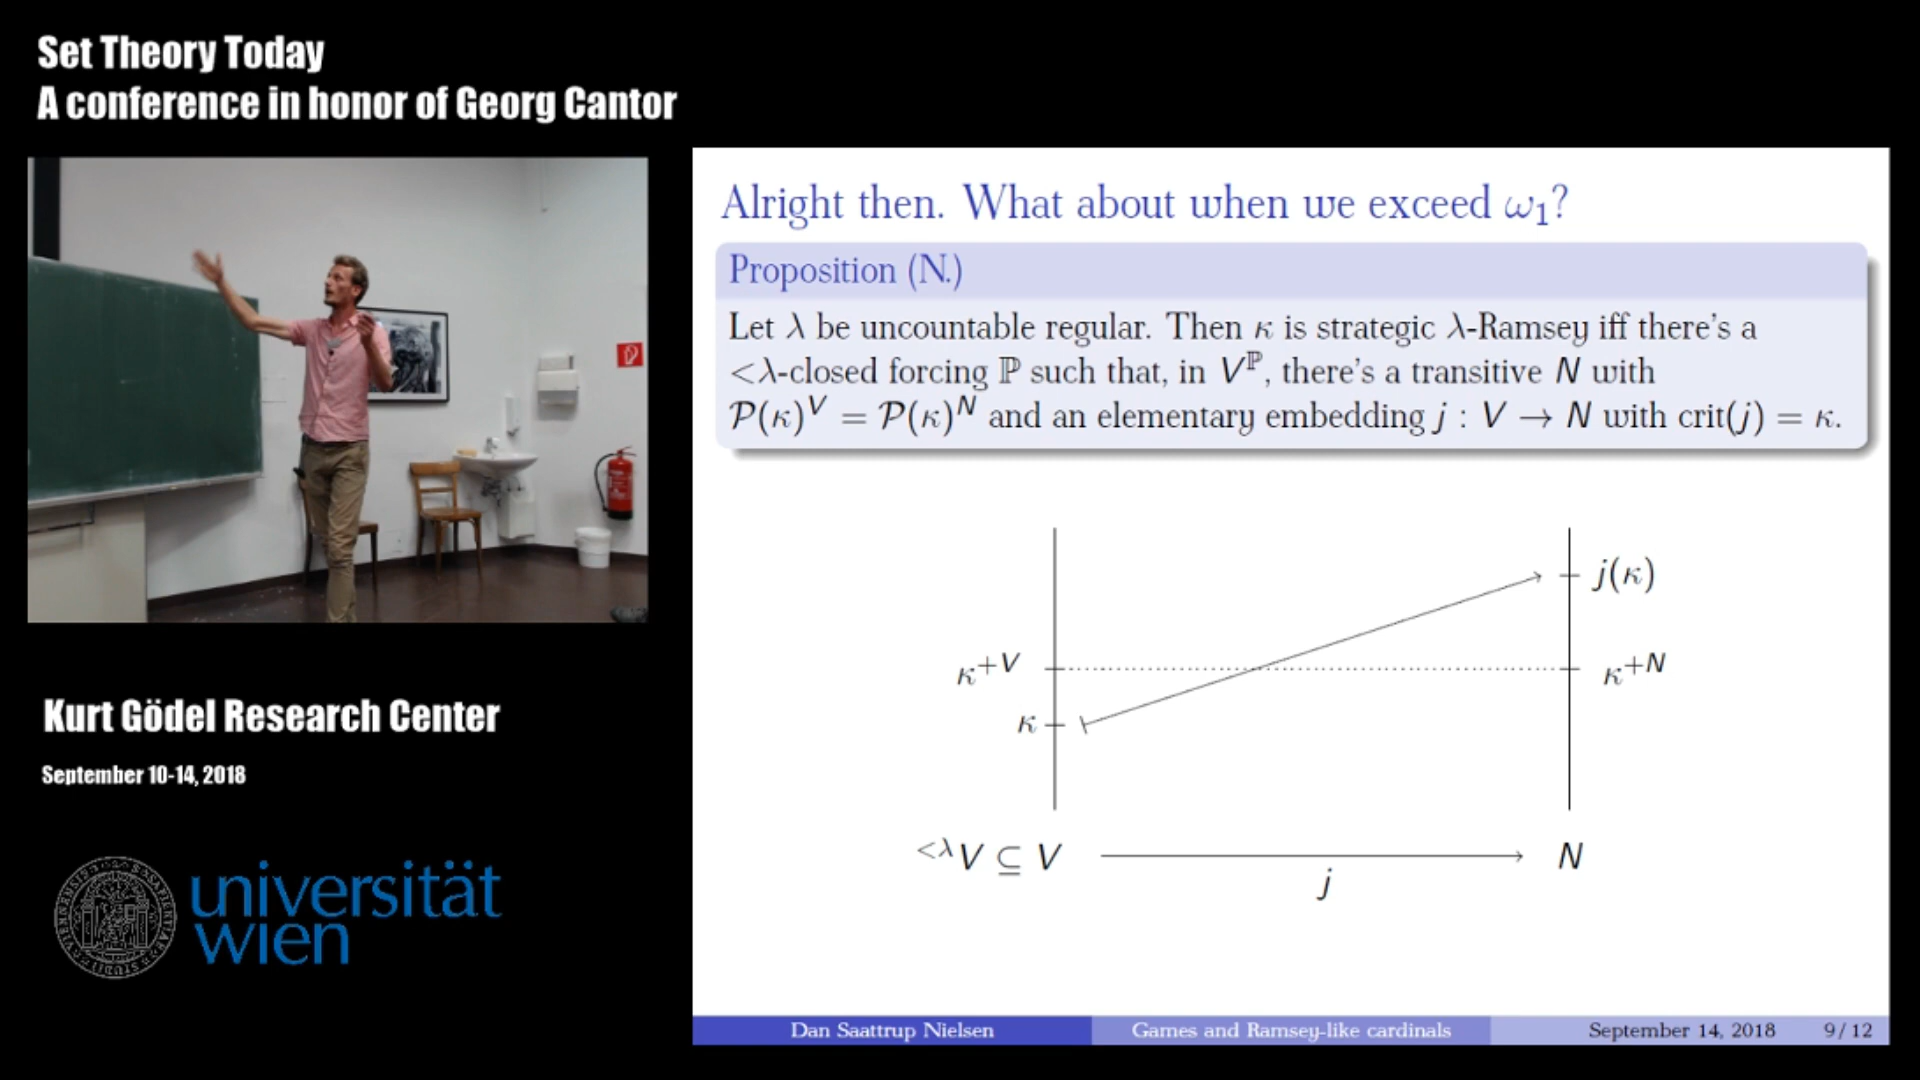 Set Theory Today
A conference in honor of Georg Cantor
Alright then. What about when we exceed ω₁?
Proposition (N.)
Let λ be uncountable regular. Then κ is strategic λ-Ramsey iff there's a
<λ-closed forcing ℙ such that, in V^ℙ, there's a transitive N with
𝒫(κ)^V = 𝒫(κ)^N and an elementary embedding j : V → N with crit(j) = κ.
j(κ)
κ^{+V} κ^{+N}
κ
^{<λ}V ⊆ V N
j
Kurt Gödel Research Center
September 10-14, 2018
universität
wien
Dan Saattrup Nielsen Games and Ramsey-like cardinals September 14, 2018 9 / 12